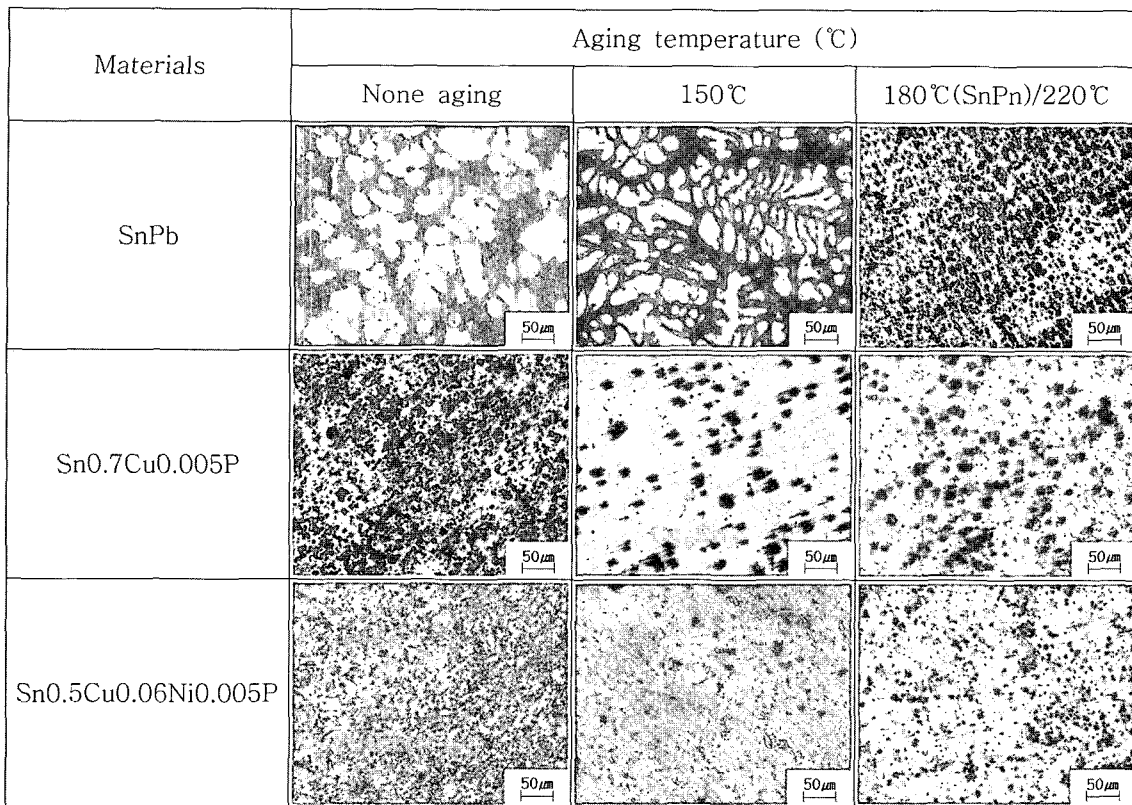 Materials
Aging temperature (℃)
None aging
150℃
180℃(SnPn)/220℃
SnPb
50㎛
50㎛
50㎛
Sn0.7Cu0.005P
50㎛
50㎛
50㎛
Sn0.5Cu0.06Ni0.005P
50㎛
50㎛
50㎛